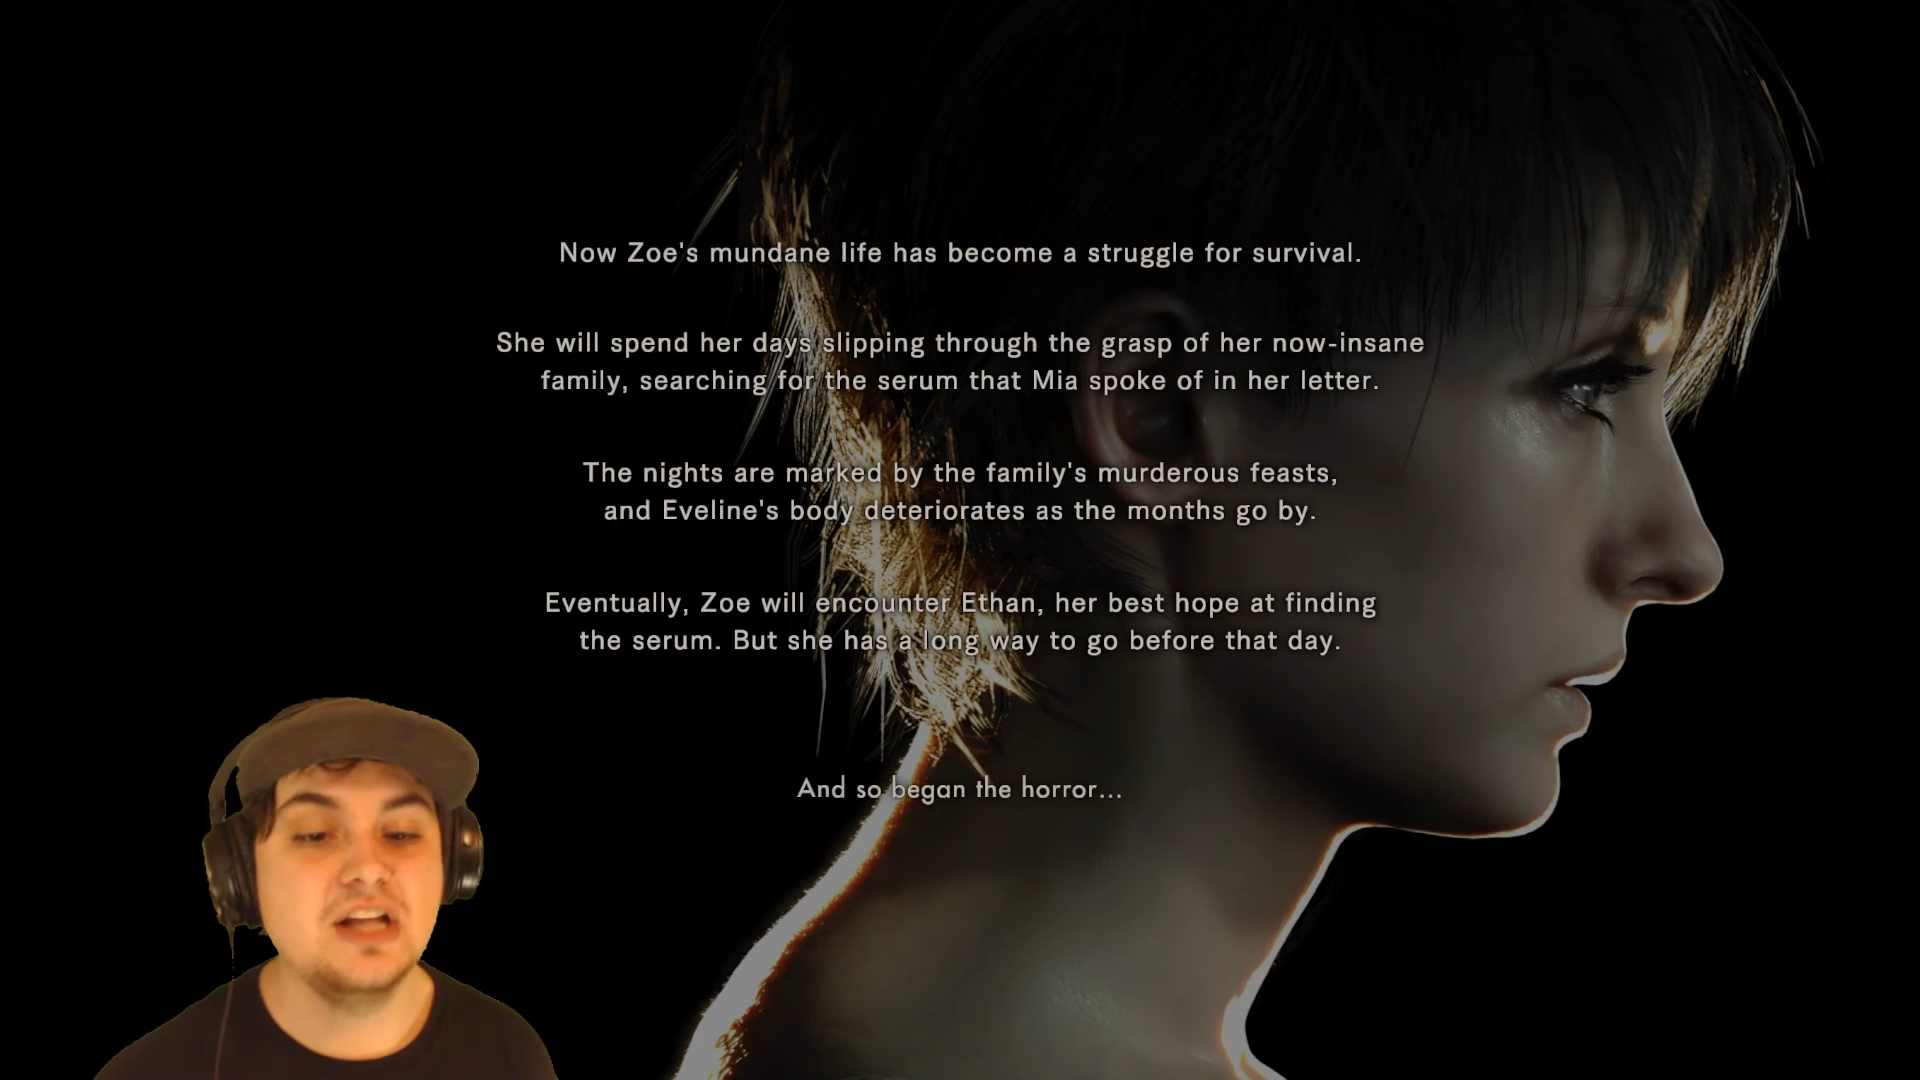 Now Zoe's mundane life has become a struggle for survival.
She will spend her days slipping through the grasp of her now-insane
family, searching for the serum that Mia spoke of in her letter.
The nights are marked by the family's murderous feasts,
and Eveline's body deteriorates as the months go by.
Eventually, Zoe will encounter Ethan, her best hope at finding
the serum. But she has a long way to go before that day.
And so began the horror...